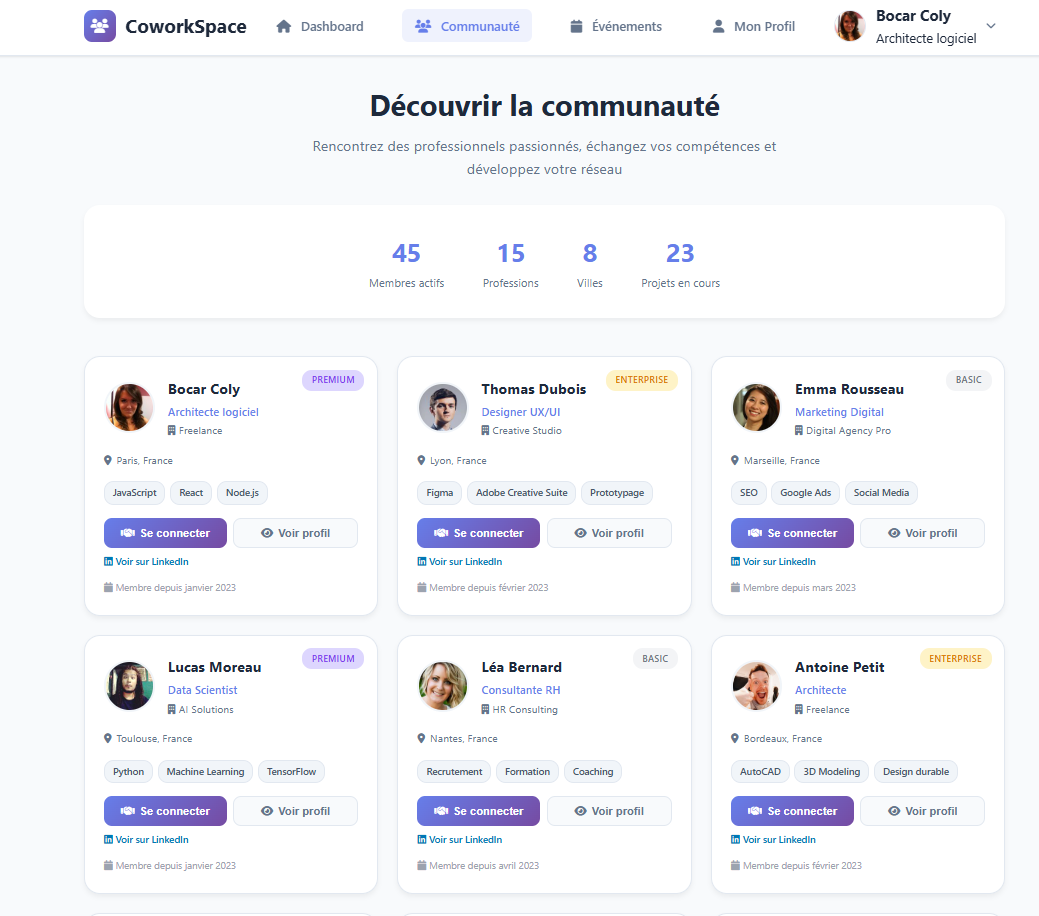 CoworkSpace
Dashboard
Communauté
Événements
Mon Profil
Bocar Coly
Architecte logiciel
Découvrir la communauté
Rencontrez des professionnels passionnés, échangez vos compétences et
développez votre réseau
45
Membres actifs
15
Professions
8
Villes
23
Projets en cours
PREMIUM
Bocar Coly
Architecte logiciel
Freelance
Paris, France
JavaScript React Node.js
Se connecter Voir profil
Voir sur LinkedIn
Membre depuis janvier 2023
ENTERPRISE
Thomas Dubois
Designer UX/UI
Creative Studio
Lyon, France
Figma Adobe Creative Suite Prototypage
Se connecter Voir profil
Voir sur LinkedIn
Membre depuis février 2023
BASIC
Emma Rousseau
Marketing Digital
Digital Agency Pro
Marseille, France
SEO Google Ads Social Media
Se connecter Voir profil
Voir sur LinkedIn
Membre depuis mars 2023
PREMIUM
Lucas Moreau
Data Scientist
AI Solutions
Toulouse, France
Python Machine Learning TensorFlow
Se connecter Voir profil
Voir sur LinkedIn
Membre depuis janvier 2023
BASIC
Léa Bernard
Consultante RH
HR Consulting
Nantes, France
Recrutement Formation Coaching
Se connecter Voir profil
Voir sur LinkedIn
Membre depuis avril 2023
ENTERPRISE
Antoine Petit
Architecte
Freelance
Bordeaux, France
AutoCAD 3D Modeling Design durable
Se connecter Voir profil
Voir sur LinkedIn
Membre depuis février 2023